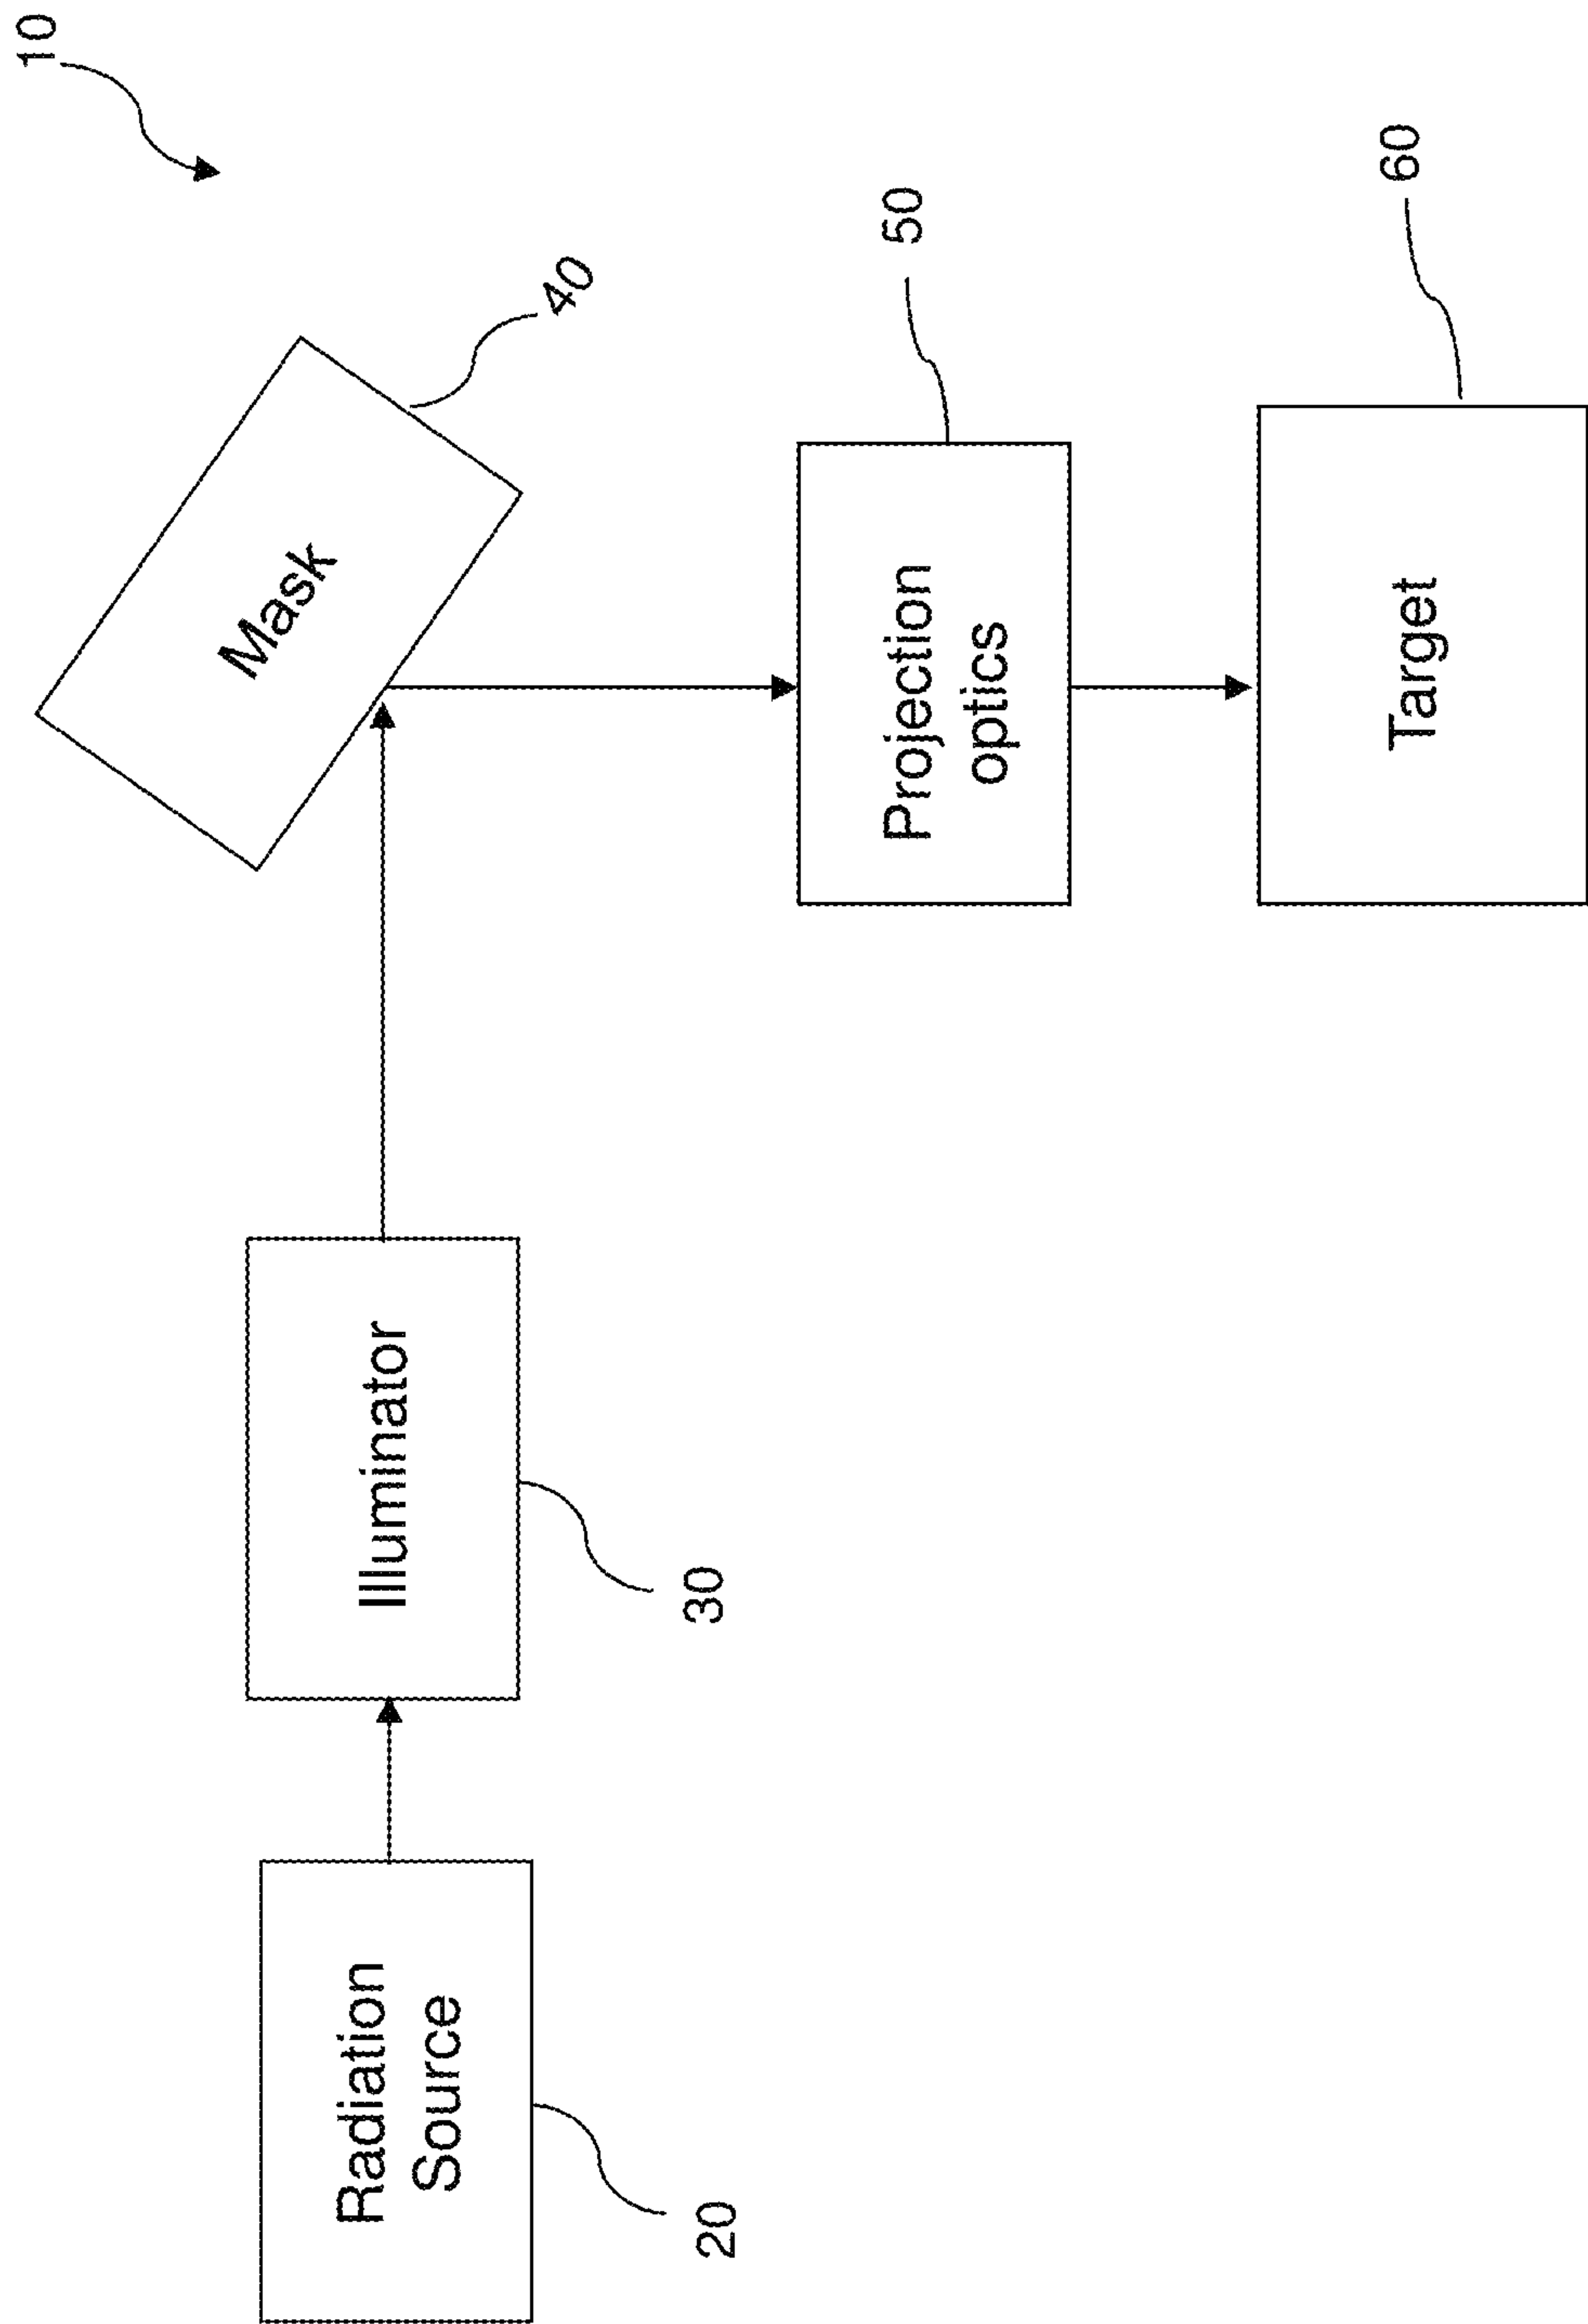 10
Mask
40
Radiation
Source
20
Illuminator
30
Projection
optics
50
Target
60